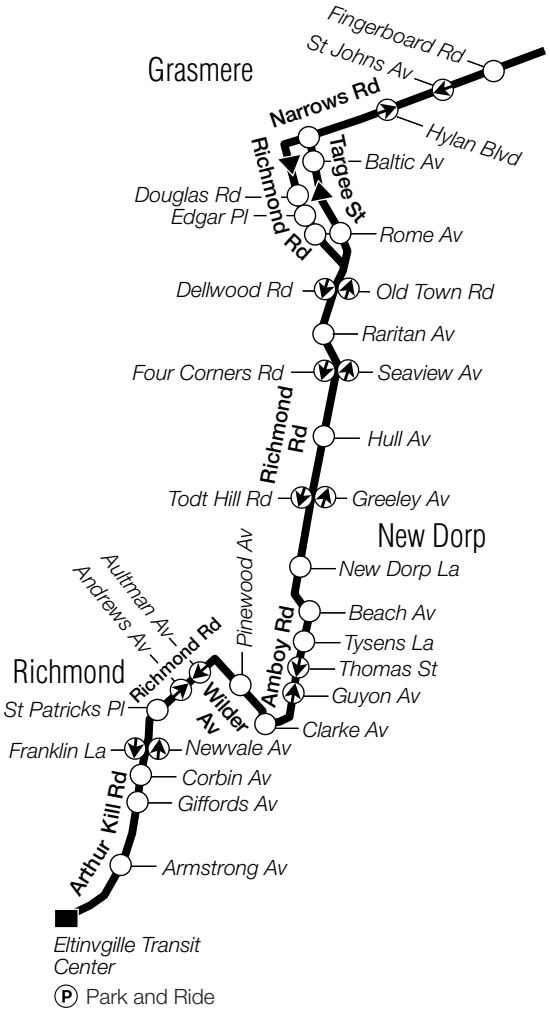 Fingerboard Rd
St Johns Av
Grasmere
Narrows Rd
Hylan Blvd
Richmond Rd
Targee St
Baltic Av
Douglas Rd
Edgar Pl
Rome Av
Dellwood Rd
Old Town Rd
Raritan Av
Four Corners Rd
Seaview Av
Richmond
Rd
Hull Av
Todt Hill Rd
Greeley Av
New Dorp
New Dorp La
Pinewood Av
Beach Av
Amboy Rd
Tysens La
Thomas St
Guyon Av
Clarke Av
Aultman Av
Andrews Av
Richmond Rd
Wilder
Av
Richmond
St Patricks Pl
Franklin La
Newvale Av
Corbin Av
Giffords Av
Arthur Kill Rd
Armstrong Av
Eltinvgille Transit
Center
P Park and Ride